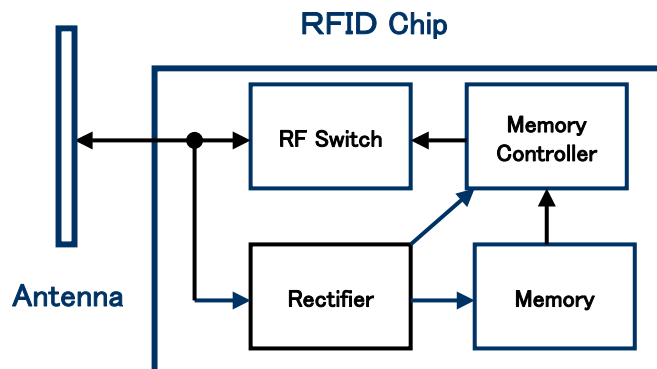 RFID Chip
RF Switch
Memory
Controller
Antenna
Rectifier
Memory